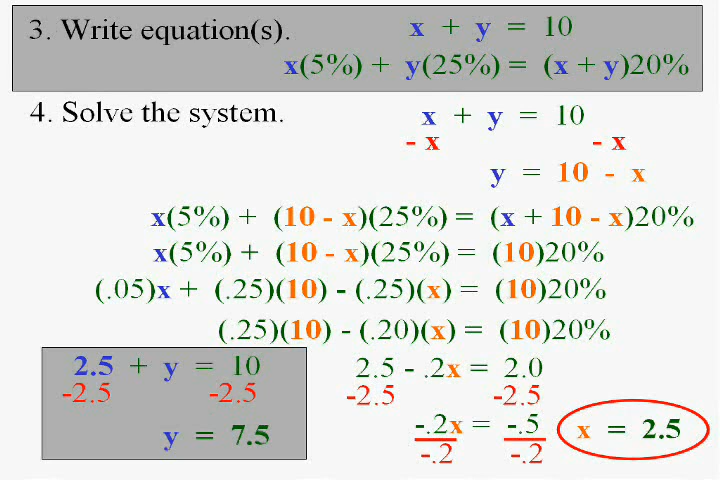 3. Write equation(s). x + y = 10
x(5%) + y(25%) = (x + y)20%
4. Solve the system. x + y = 10
- x - x
y = 10 - x
x(5%) + (10 - x)(25%) = (x + 10 - x)20%
x(5%) + (10 - x)(25%) = (10)20%
(.05)x + (.25)(10) - (.25)(x) = (10)20%
(.25)(10) - (.20)(x) = (10)20%
2.5 + y = 10
-2.5 -2.5
y = 7.5
2.5 - .2x = 2.0
-2.5 -2.5
-.2x = -.5
-.2 -.2
x = 2.5